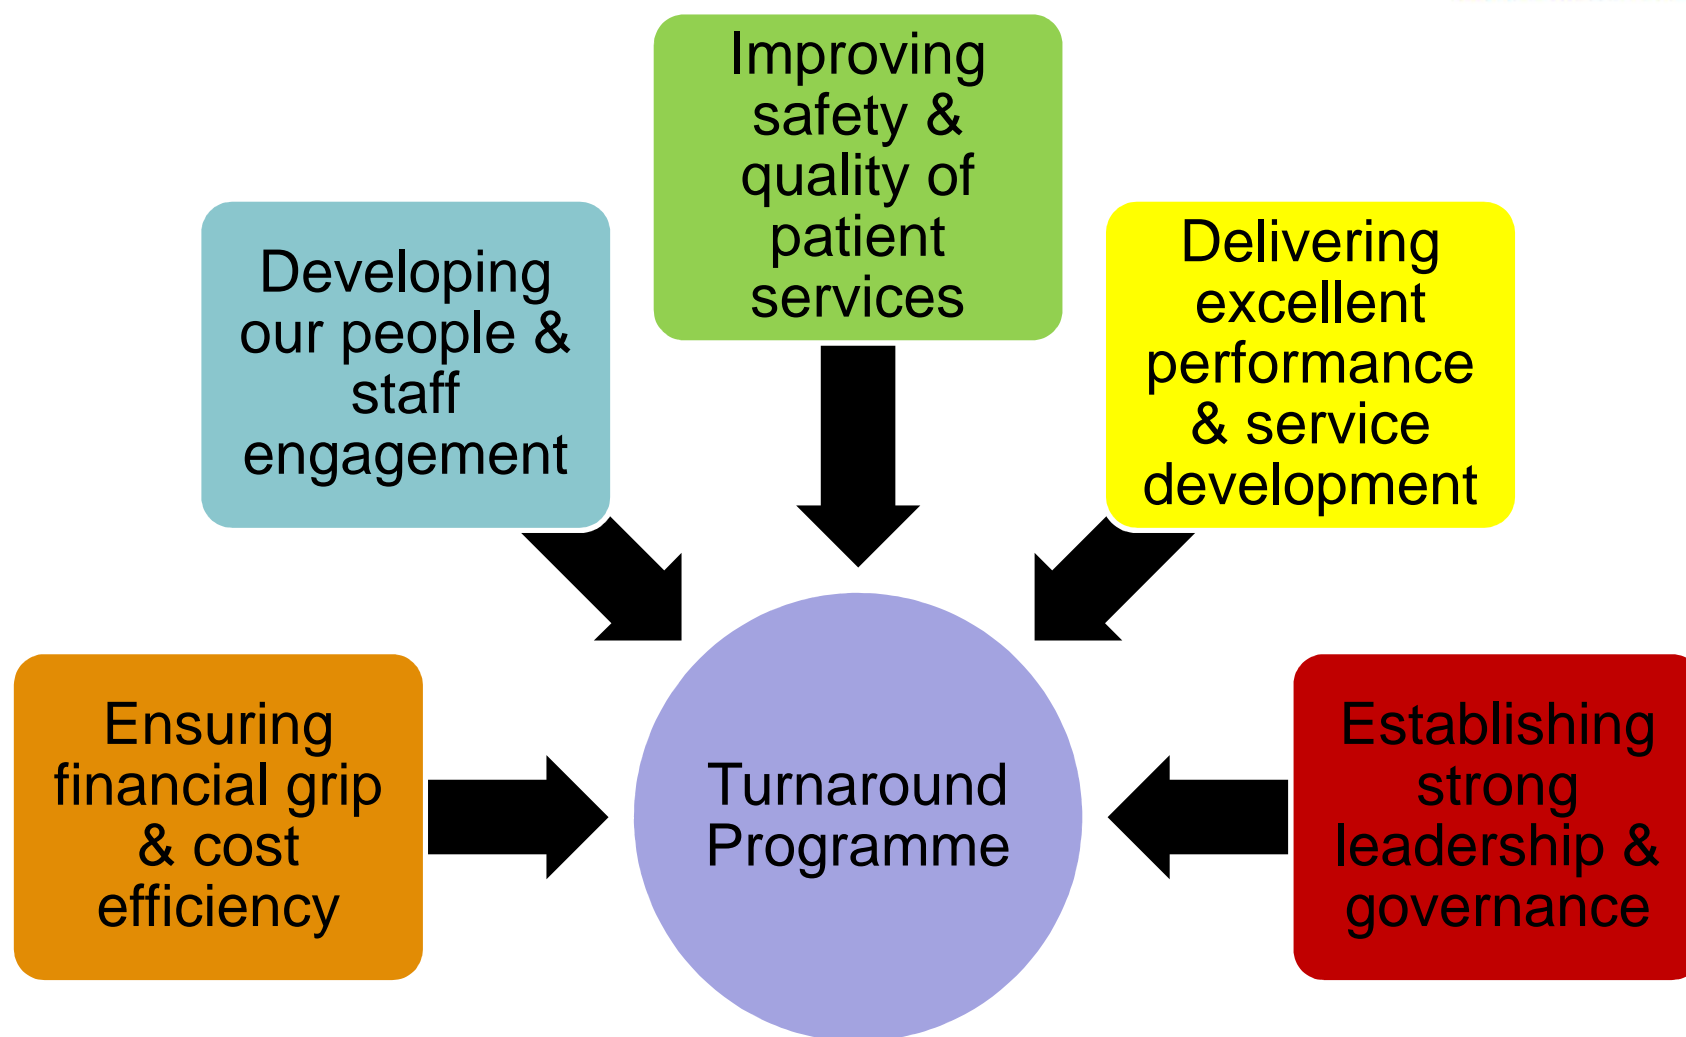 Improving
safety &
quality of
patient
services
Developing
our people &
staff
engagement
Delivering
excellent
performance
& service
development
Ensuring
financial grip
& cost
efficiency
Turnaround
Programme
Establishing
strong
leadership &
governance